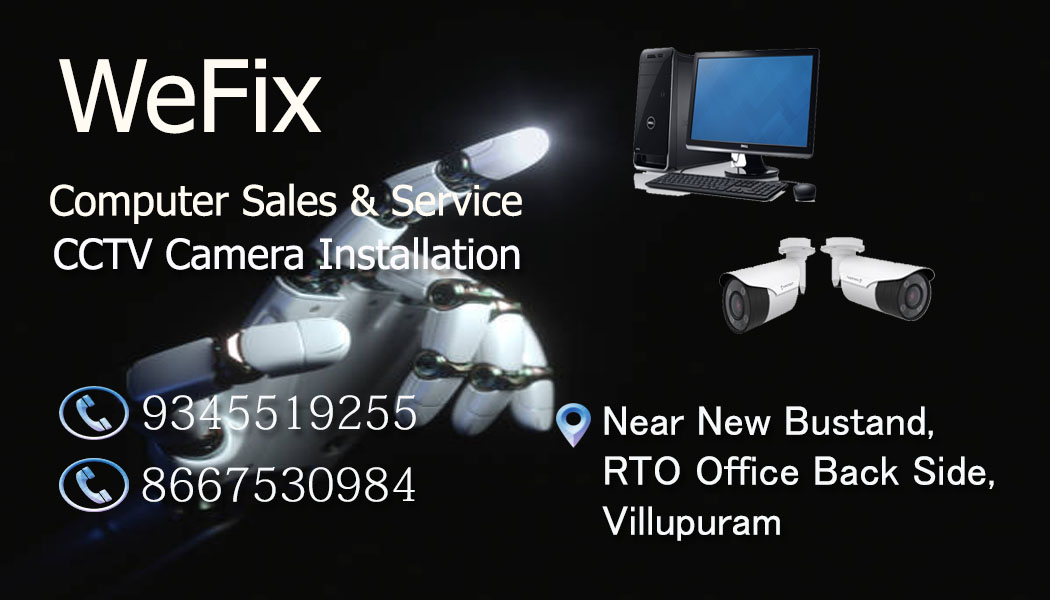 WeFix
Computer Sales & Service
CCTV Camera Installation
9345519255
8667530984
Near New Bustand,
RTO Office Back Side,
Villupuram